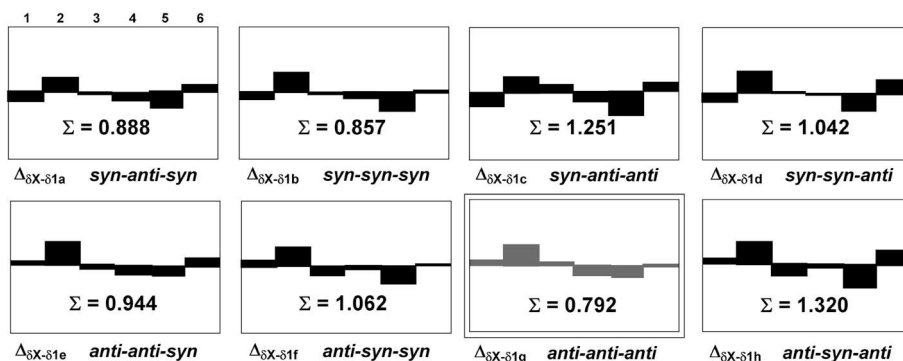 1 2 3 4 5 6
Σ = 0.888 Σ = 0.857 Σ = 1.251 Σ = 1.042
ΔδX-δ1a syn-anti-syn ΔδX-δ1b syn-syn-syn ΔδX-δ1c syn-anti-anti ΔδX-δ1d syn-syn-anti
Σ = 0.944 Σ = 1.062 Σ = 0.792 Σ = 1.320
ΔδX-δ1e anti-anti-syn ΔδX-δ1f anti-syn-syn ΔδX-δ1g anti-anti-anti ΔδX-δ1h anti-syn-anti